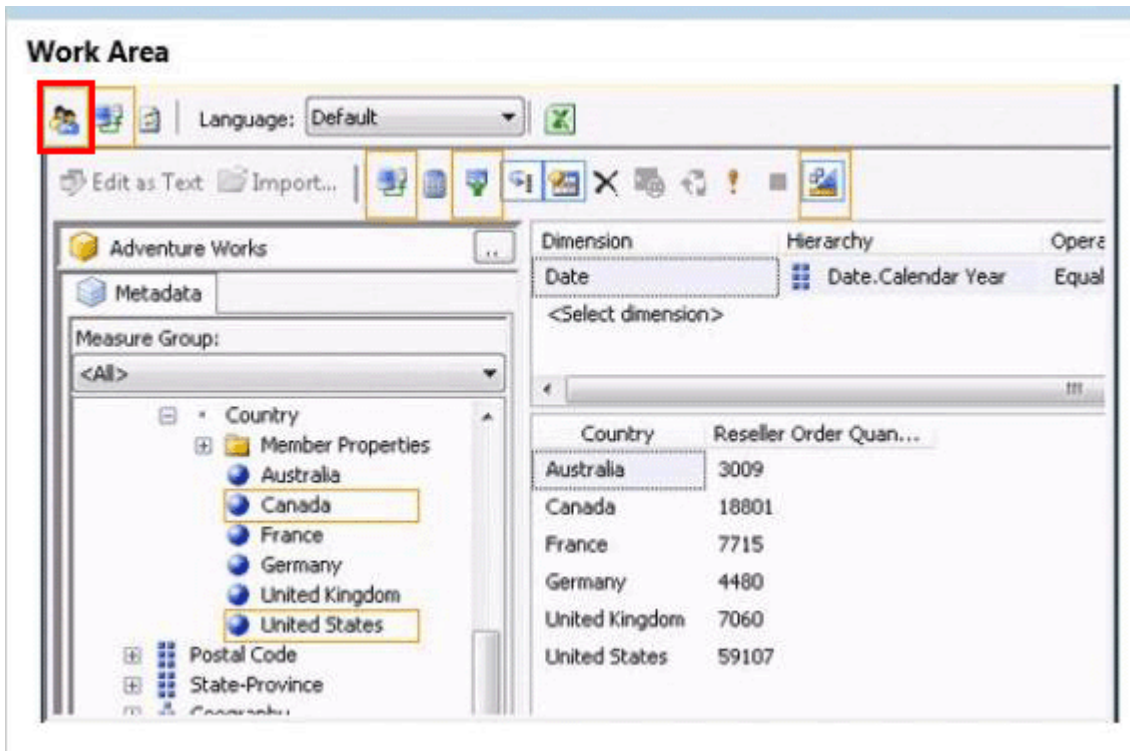 Work Area
Language: Default
Edit as Text Import...
Adventure Works ..
Metadata
Measure Group:
<All>
Country
Member Properties
Australia
Canada
France
Germany
United Kingdom
United States
Postal Code
State-Province
Geography
Dimension Hierarchy Opera
Date Date.Calendar Year Equal
<Select dimension>
Country Reseller Order Quan...
Australia 3009
Canada 18801
France 7715
Germany 4480
United Kingdom 7060
United States 59107